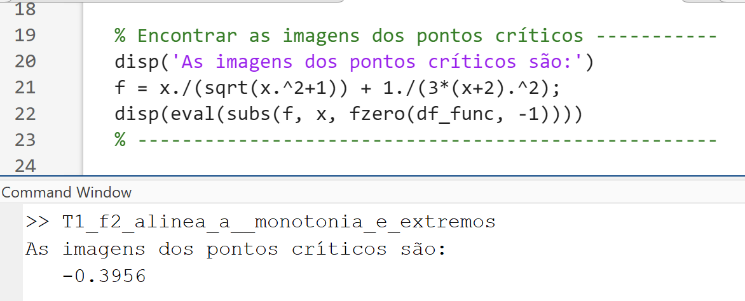 18
19 % Encontrar as imagens dos pontos críticos -----------
20 disp('As imagens dos pontos críticos são:')
21 f = x./(sqrt(x.^2+1)) + 1./(3*(x+2).^2);
22 disp(eval(subs(f, x, fzero(df_func, -1))))
23 % -----------------------------------------------------
24
Command Window
>> T1_f2_alinea_a__monotonia_e_extremos
As imagens dos pontos críticos são:
-0.3956